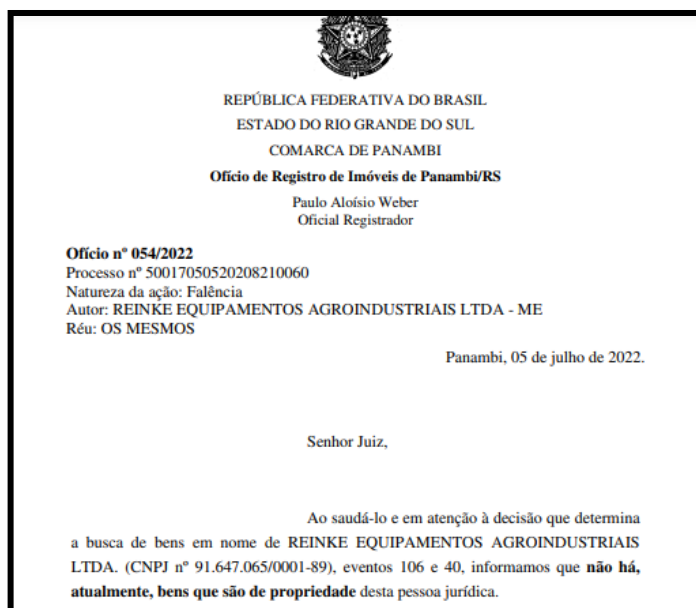 REPÚBLICA FEDERATIVA DO BRASIL
ESTADO DO RIO GRANDE DO SUL
COMARCA DE PANAMBI
Ofício de Registro de Imóveis de Panambi/RS
Paulo Aloísio Weber
Oficial Registrador
Ofício nº 054/2022
Processo nº 50017050520208210060
Natureza da ação: Falência
Autor: REINKE EQUIPAMENTOS AGROINDUSTRIAIS LTDA - ME
Réu: OS MESMOS
Panambi, 05 de julho de 2022.
Senhor Juiz,
Ao saudá-lo e em atenção à decisão que determina
a busca de bens em nome de REINKE EQUIPAMENTOS AGROINDUSTRIAIS
LTDA. (CNPJ nº 91.647.065/0001-89), eventos 106 e 40, informamos que não há,
atualmente, bens que são de propriedade desta pessoa jurídica.